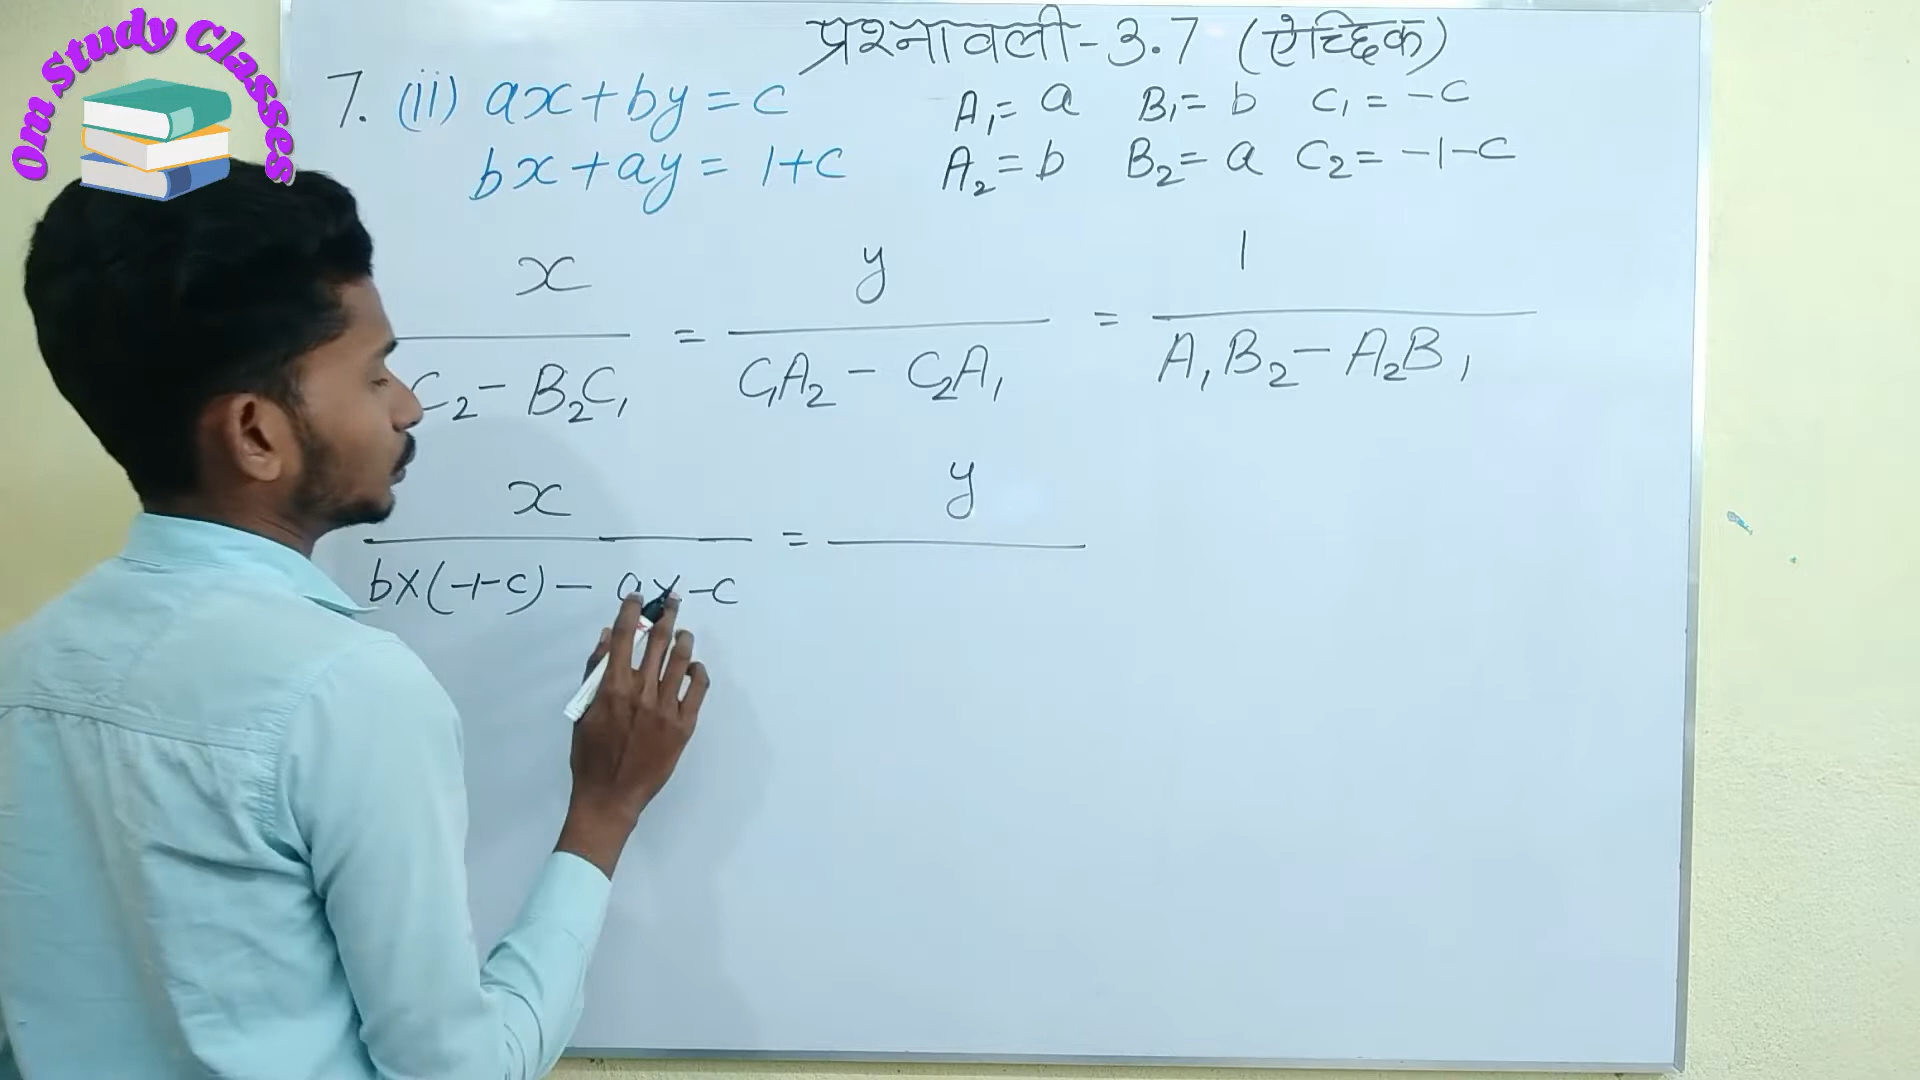 Om Study Classes
प्रश्नावली-3.7 (ऐच्छिक)
7. (ii) ax+by=c A₁= a B₁= b C₁ = -c
bx+ay= 1+c A₂= b B₂= a C₂= -1-c
x = y = 1
C₂- B₂C₁ C₁A₂ - C₂A₁ A₁B₂- A₂B₁
x = y
bx(-1-c) - ax-c